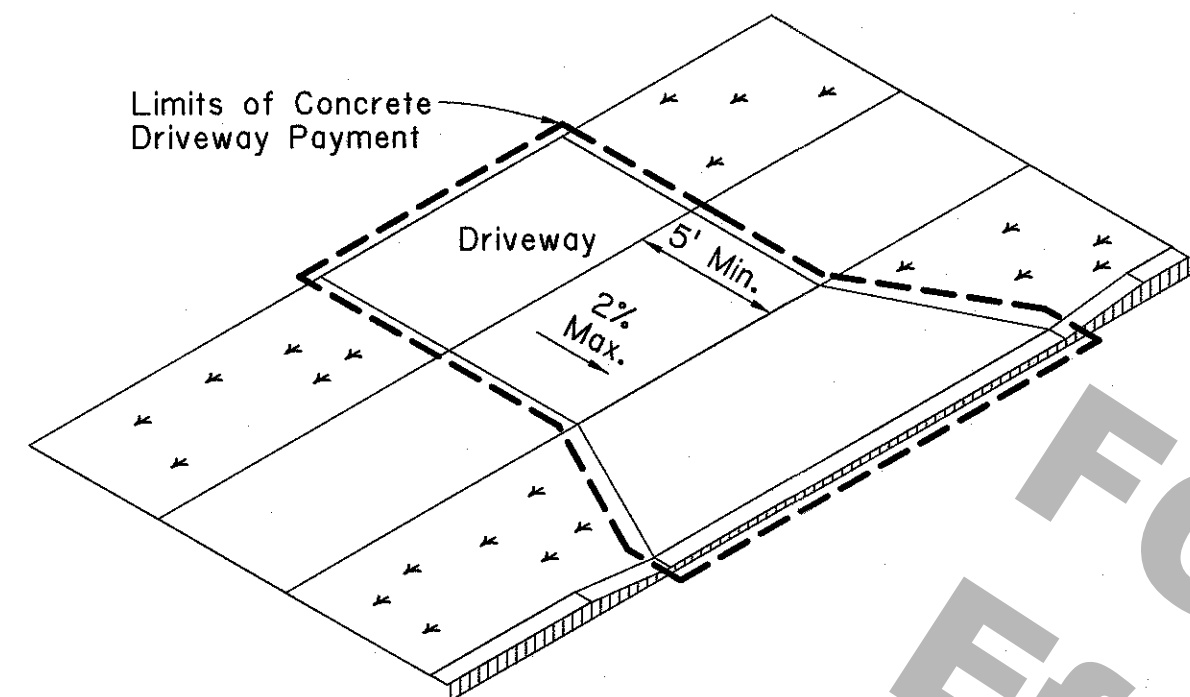 Limits of Concrete
Driveway Payment
Driveway
5' Min.
2%
Max.